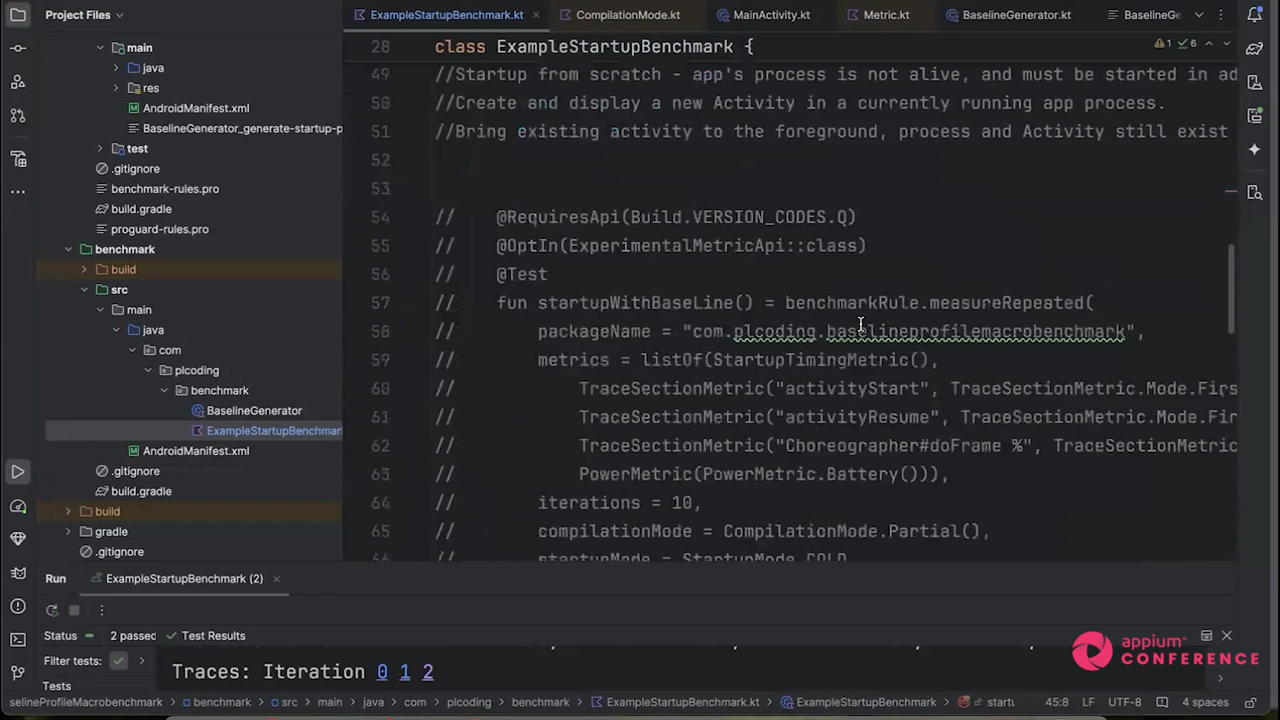 Project Files
ExampleStartupBenchmark.kt
CompilationMode.kt
MainActivity.kt
Metric.kt
BaselineGenerator.kt
BaselineGe
main
java
res
AndroidManifest.xml
BaselineGenerator_generate-startup-p
test
.gitignore
benchmark-rules.pro
build.gradle
proguard-rules.pro
benchmark
build
src
main
java
com
plcoding
benchmark
BaselineGenerator
ExampleStartupBenchmar
AndroidManifest.xml
.gitignore
build.gradle
build
gradle
.gitignore
28 class ExampleStartupBenchmark {
1 6
49 //Startup from scratch - app's process is not alive, and must be started in ad
50 //Create and display a new Activity in a currently running app process.
51 //Bring existing activity to the foreground, process and Activity still exist
52
53
54 // @RequiresApi(Build.VERSION_CODES.Q)
55 // @OptIn(ExperimentalMetricApi::class)
56 // @Test
57 // fun startupWithBaseLine() = benchmarkRule.measureRepeated(
58 // packageName = "com.plcoding.baselineprofilemacrobenchmark",
59 // metrics = listOf(StartupTimingMetric(),
60 // TraceSectionMetric("activityStart", TraceSectionMetric.Mode.Firs
61 // TraceSectionMetric("activityResume", TraceSectionMetric.Mode.Fir
62 // TraceSectionMetric("Choreographer#doFrame %", TraceSectionMetric
63 // PowerMetric(PowerMetric.Battery())),
64 // iterations = 10,
65 // compilationMode = CompilationMode.Partial(),
66 // startupMode = StartupMode.COLD
Run ExampleStartupBenchmark (2)
Status 2 passed Test Results
Filter tests:
Tests
Traces: Iteration 0 1 2
appium
CONFERENCE
selineProfileMacrobenchmark > benchmark > src > main > java > com > plcoding > benchmark > ExampleStartupBenchmark.kt > ExampleStartupBenchmark > startu 45:8 LF UTF-8 4 spaces